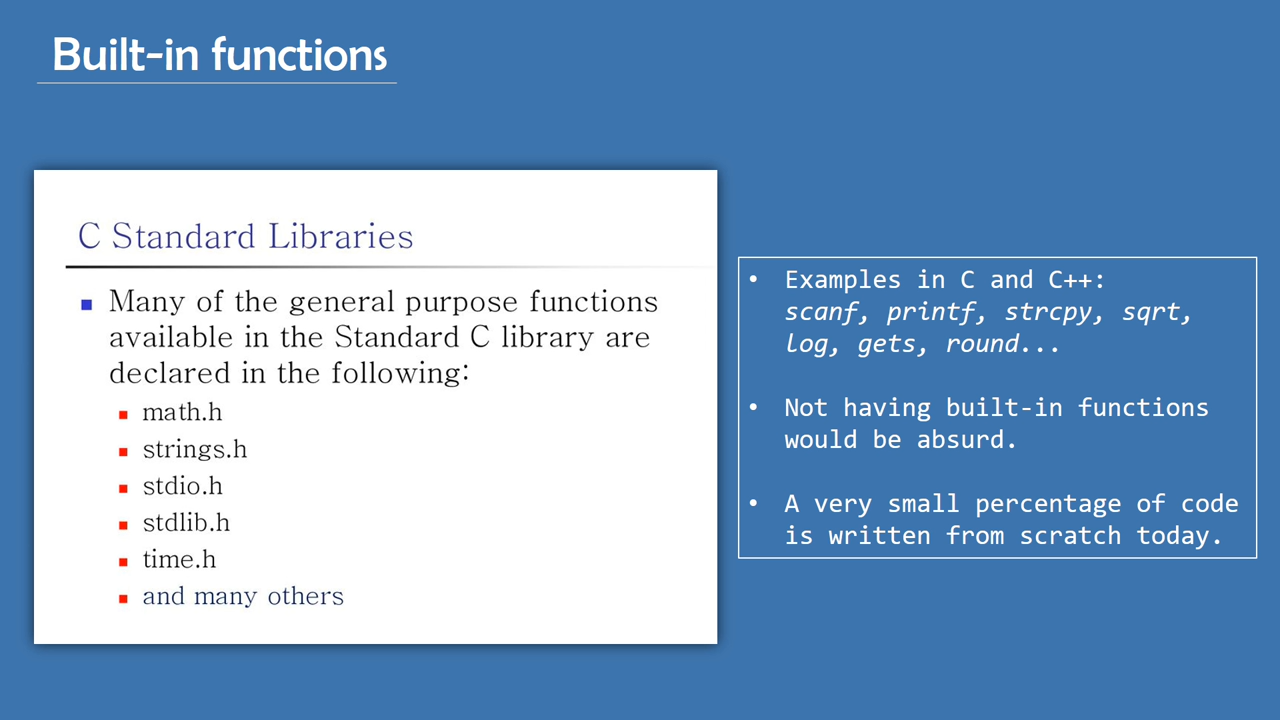 Built-in functions
C Standard Libraries
Many of the general purpose functions
available in the Standard C library are
declared in the following:
math.h
strings.h
stdio.h
stdlib.h
time.h
and many others
• Examples in C and C++:
scanf, printf, strcpy, sqrt,
log, gets, round...
• Not having built-in functions
would be absurd.
• A very small percentage of code
is written from scratch today.